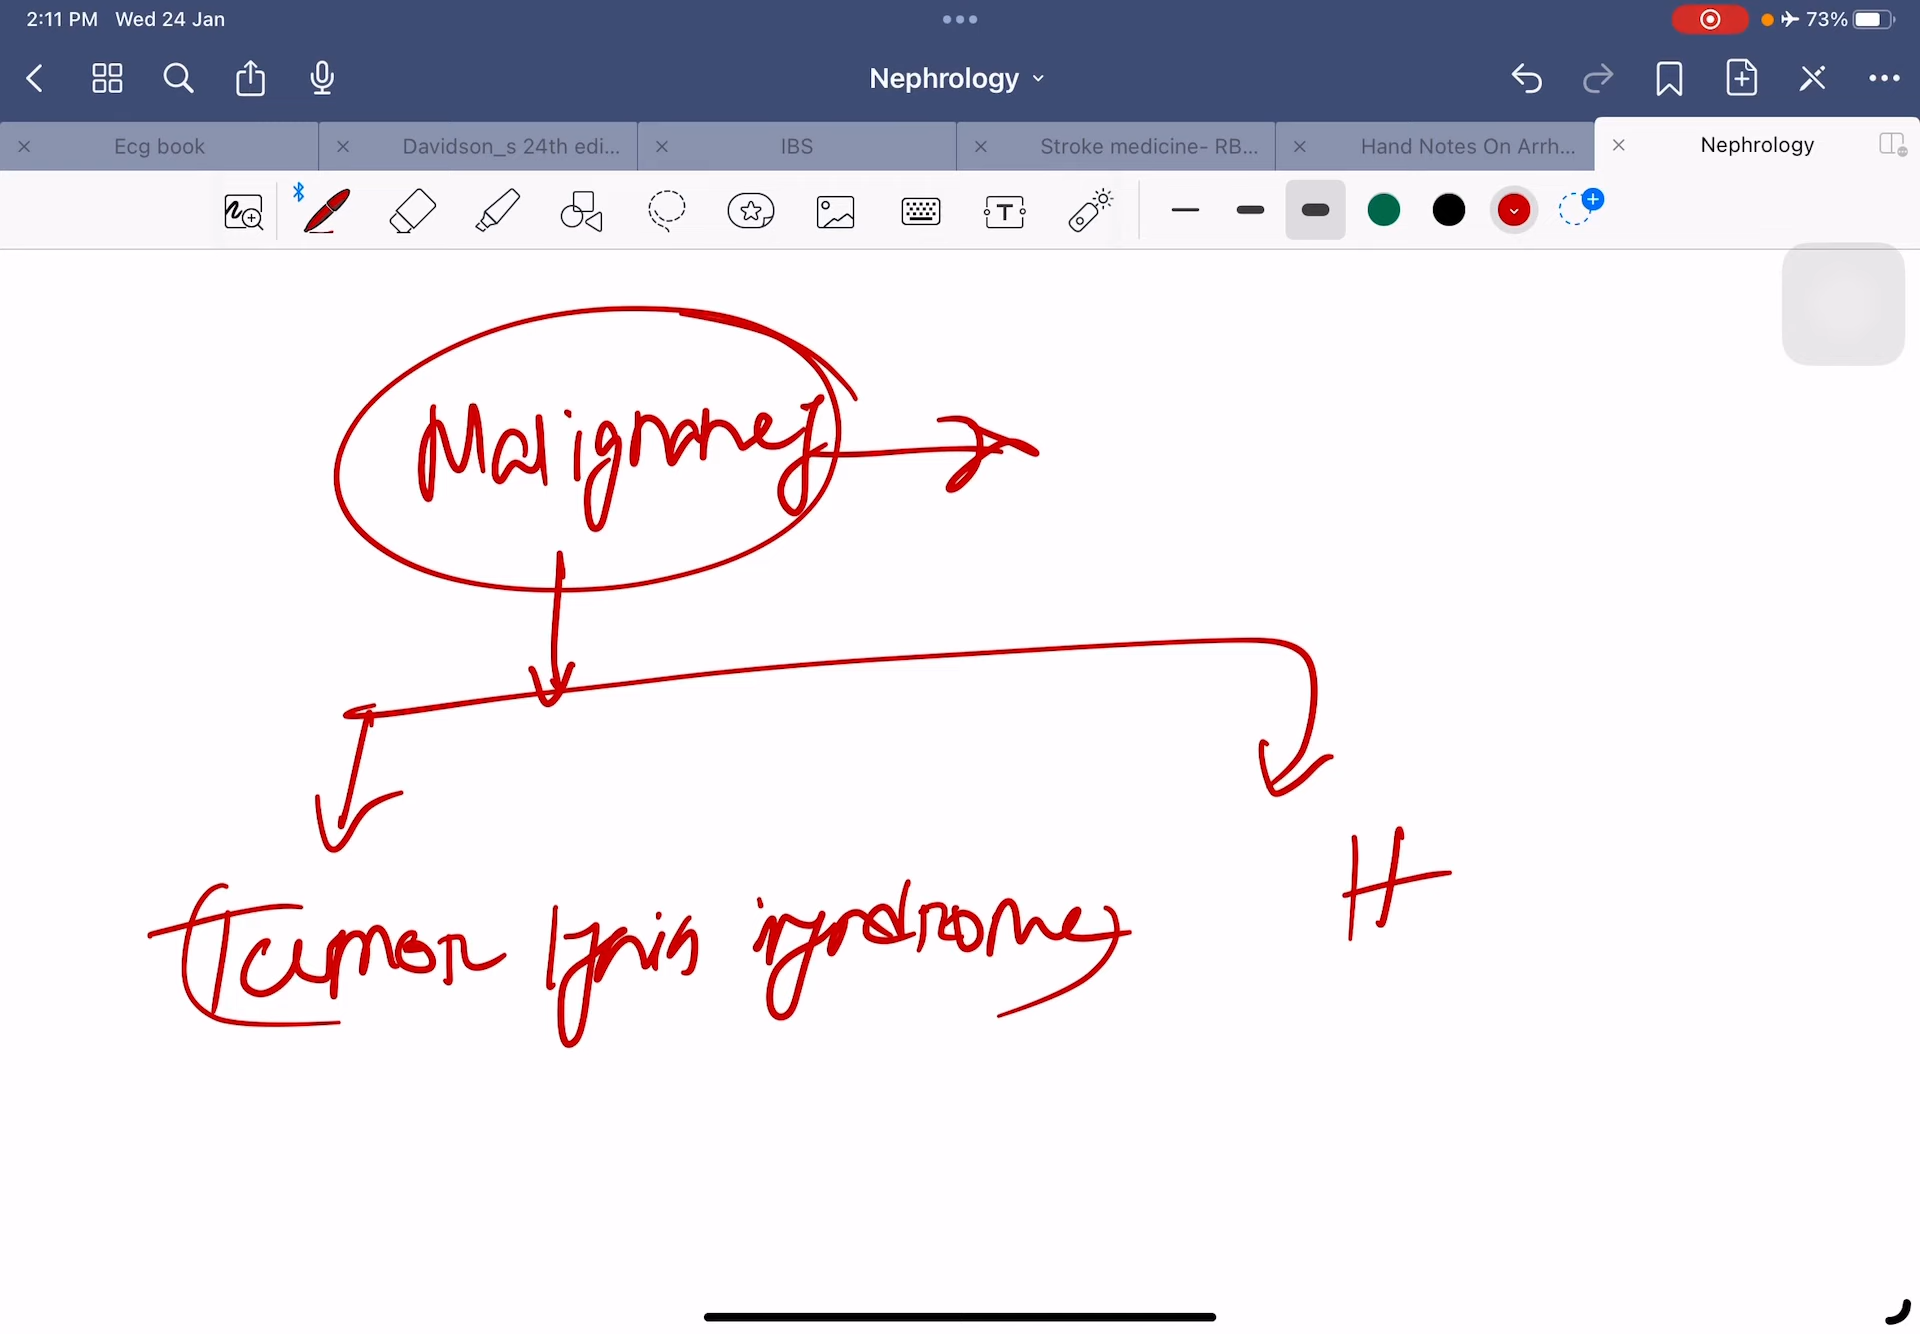 2:11 PM Wed 24 Jan
73%
Nephrology
Ecg book
Davidson_s 24th edi...
IBS
Stroke medicine- RB...
Hand Notes On Arrh...
Nephrology
T
Malignancy
H
Tumor lysis syndrome